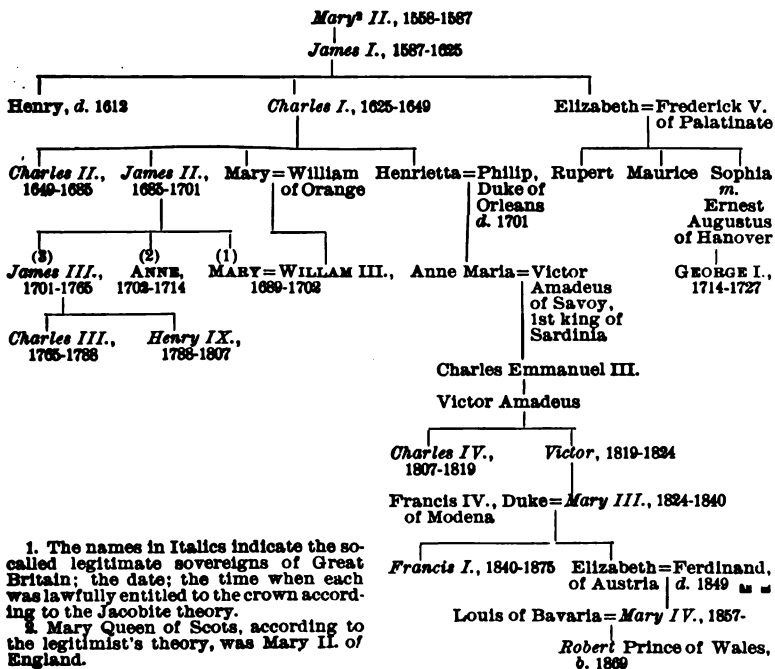 Mary² II., 1558-1587
James I., 1587-1625
Henry, d. 1612 Charles I., 1625-1649 Elizabeth=Frederick V.
of Palatinate
Charles II., James II., Mary=William Henrietta=Philip, Rupert Maurice Sophia
1649-1685 1685-1701 of Orange Duke of m.
Orleans Ernest
d. 1701 Augustus
of Hanover
(3) (2) (1)
James III., ANNE, MARY=WILLAM III., Anne Maria=Victor GEORGE I.,
1701-1765 1702-1714 1689-1702 Amadeus 1714-1727
of Savoy,
1st king of
Sardinia
Charles III., Henry IX.,
1765-1788 1788-1807
Charles Emmanuel III.
Victor Amadeus
Charles IV., Victor, 1819-1824
1807-1819
Francis IV., Duke=Mary III., 1824-1840
of Modena
Francis I., 1840-1875 Elizabeth=Ferdinand,
of Austria d. 1849
Louis of Bavaria=Mary IV., 1857-
Robert Prince of Wales,
b. 1869
1. The names in Italics indicate the so-
called legitimate sovereigns of Great
Britain; the date; the time when each
was lawfully entitled to the crown accord-
ing to the Jacobite theory.
2. Mary Queen of Scots, according to
the legitimist's theory, was Mary II. of
England.